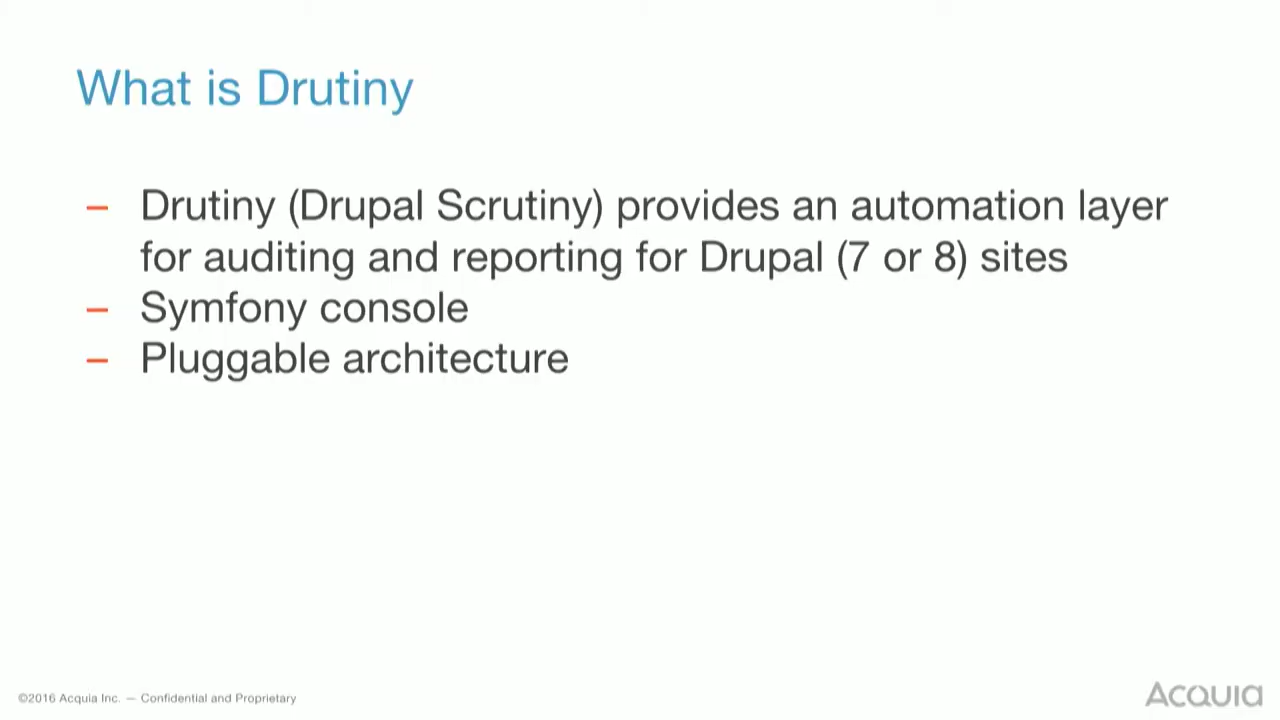 What is Drutiny
– Drutiny (Drupal Scrutiny) provides an automation layer
for auditing and reporting for Drupal (7 or 8) sites
– Symfony console
– Pluggable architecture
©2016 Acquia Inc. — Confidential and Proprietary
Acquia